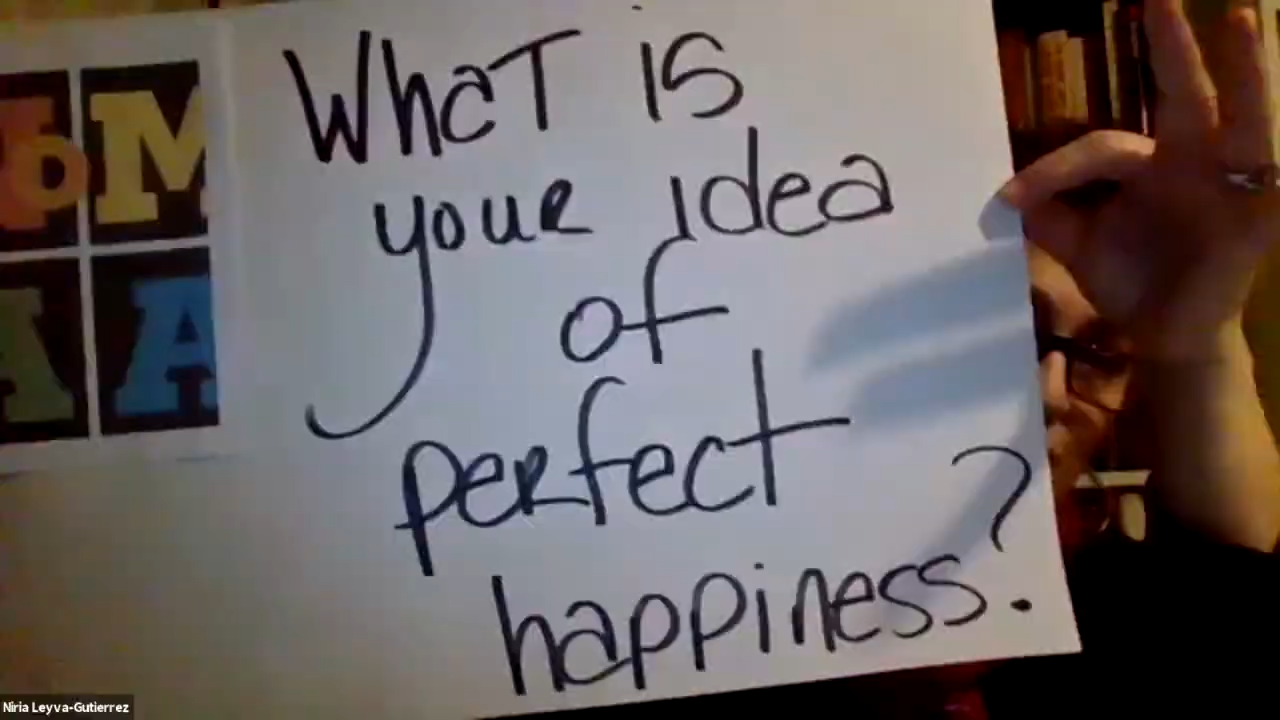 What is
your idea
of
perfect
happiness?
M
A
Niria Leyva-Gutierrez